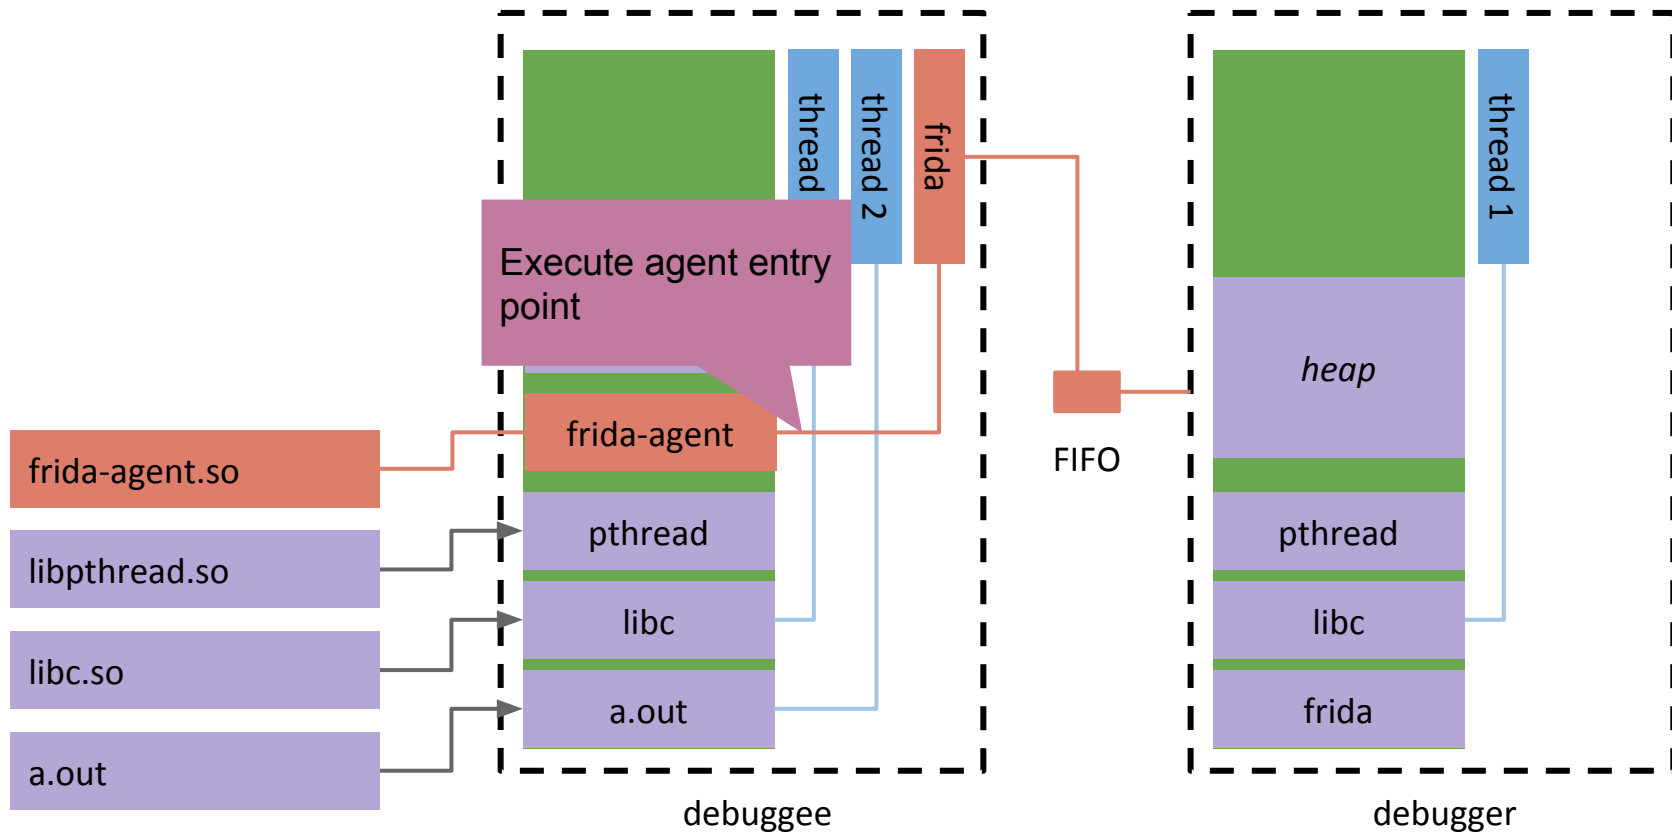 thread
thread 2
frida
thread 1
Execute agent entry
point
heap
frida-agent
FIFO
frida-agent.so
pthread
pthread
libpthread.so
libc
libc
libc.so
a.out
frida
a.out
debuggee
debugger